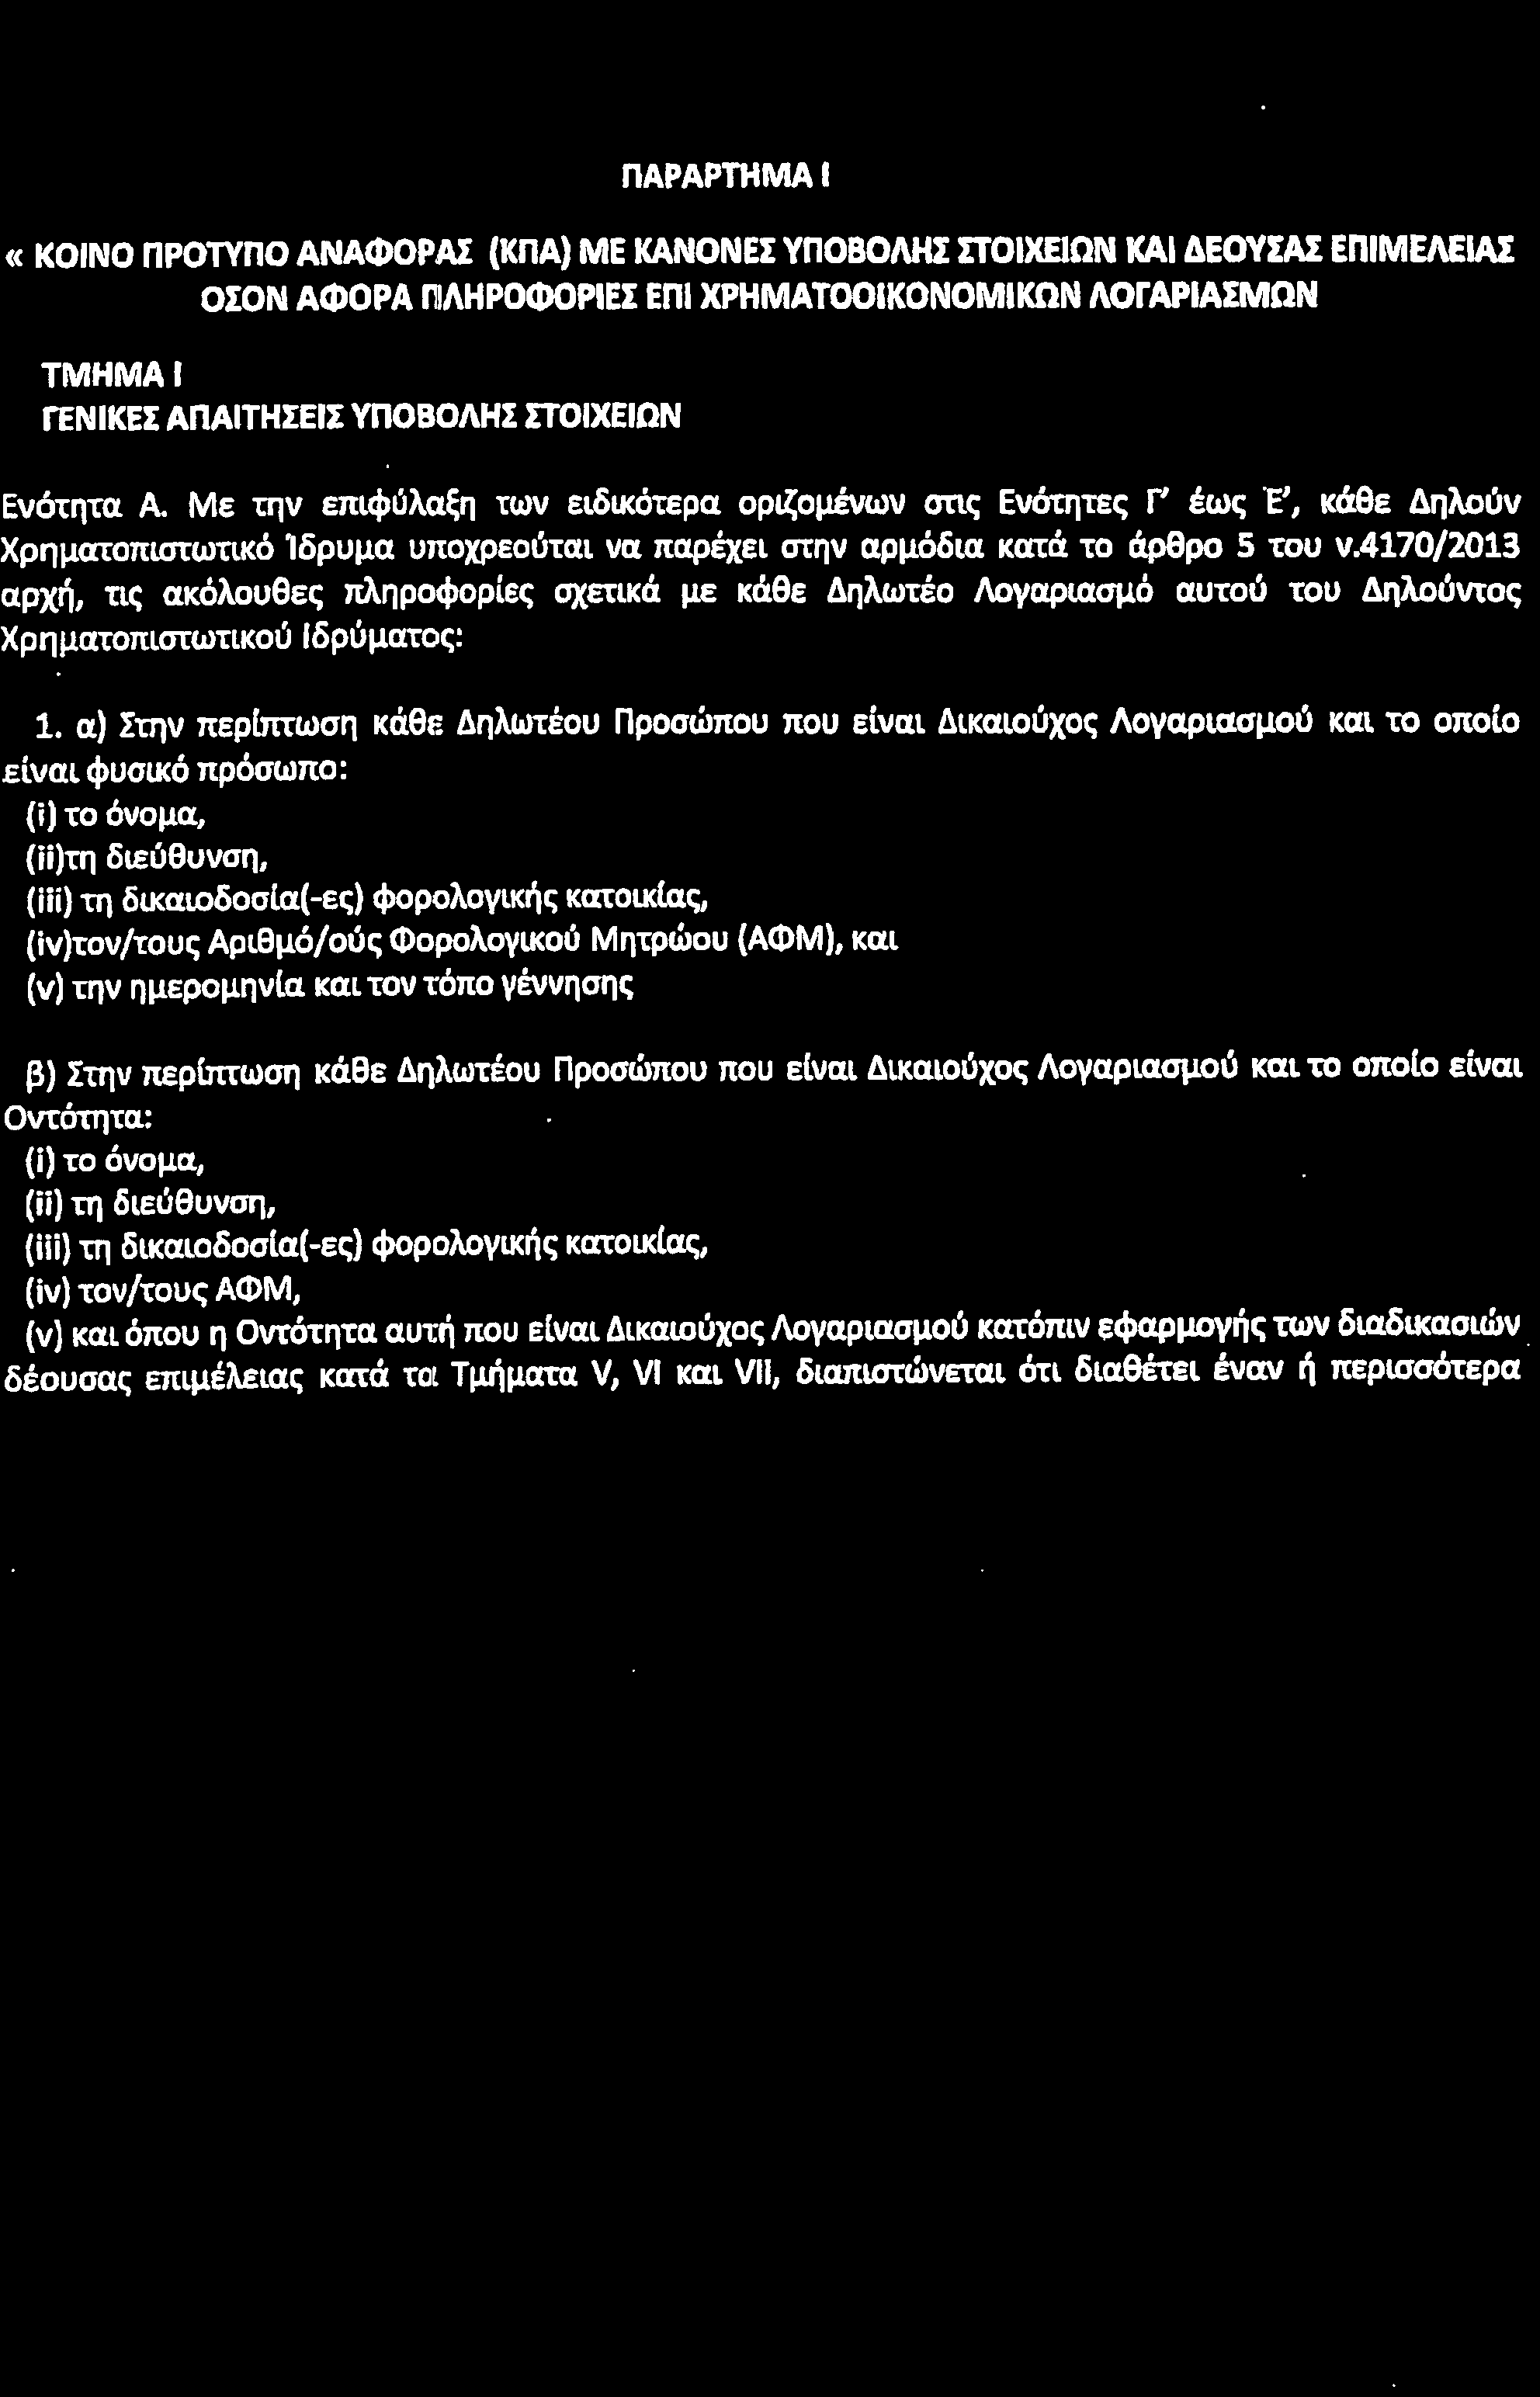 ΠΑΡΑΡΤΗΜΑ I
« ΚΟΙΝΟ ΠΡΟΤΥΠΟ ΑΝΑΦΟΡΑΣ (ΚΠΑ) ΜΕ ΚΑΝΟΝΕΣ ΥΠΟΒΟΛΗΣ ΣΤΟΙΧΕΙΩΝ ΚΑΙ ΔΕΟΥΣΑΣ ΕΠΙΜΕΛΕΙΑΣ
ΟΣΟΝ ΑΦΟΡΑ ΠΛΗΡΟΦΟΡΙΕΣ ΕΠΙ ΧΡΗΜΑΤΟΟΙΚΟΝΟΜΙΚΩΝ ΛΟΓΑΡΙΑΣΜΩΝ
ΤΜΗΜΑ I
ΓΕΝΙΚΕΣ ΑΠΑΙΤΗΣΕΙΣ ΥΠΟΒΟΛΗΣ ΣΤΟΙΧΕΙΩΝ
Ενότητα Α. Με την επιφύλαξη των ειδικότερα οριζομένων στις Ενότητες Γ' έως Έ', κάθε Δηλούν
Χρηματοπιστωτικό Ίδρυμα υποχρεούται να παρέχει στην αρμόδια κατά το άρθρο 5 του ν.4170/2013
αρχή, τις ακόλουθες πληροφορίες σχετικά με κάθε Δηλωτέο Λογαριασμό αυτού του Δηλούντος
Χρηματοπιστωτικού Ιδρύματος:
1. α) Στην περίπτωση κάθε Δηλωτέου Προσώπου που είναι Δικαιούχος Λογαριασμού και το οποίο
είναι φυσικό πρόσωπο:
(i) το όνομα,
(ii)τη διεύθυνση,
(iii) τη δικαιοδοσία(-ες) φορολογικής κατοικίας,
(iv)τον/τους Αριθμό/ούς Φορολογικού Μητρώου (ΑΦΜ), και
(v) την ημερομηνία και τον τόπο γέννησης
β) Στην περίπτωση κάθε Δηλωτέου Προσώπου που είναι Δικαιούχος Λογαριασμού και το οποίο είναι
Οντότητα:
(i) το όνομα,
(ii) τη διεύθυνση,
(iii) τη δικαιοδοσία(-ες) φορολογικής κατοικίας,
(iv) τον/τους ΑΦΜ,
(v) και όπου η Οντότητα αυτή που είναι Δικαιούχος Λογαριασμού κατόπιν εφαρμογής των διαδικασιών
δέουσας επιμέλειας κατά τα Τμήματα V, VI και VII, διαπιστώνεται ότι διαθέτει έναν ή περισσότερα